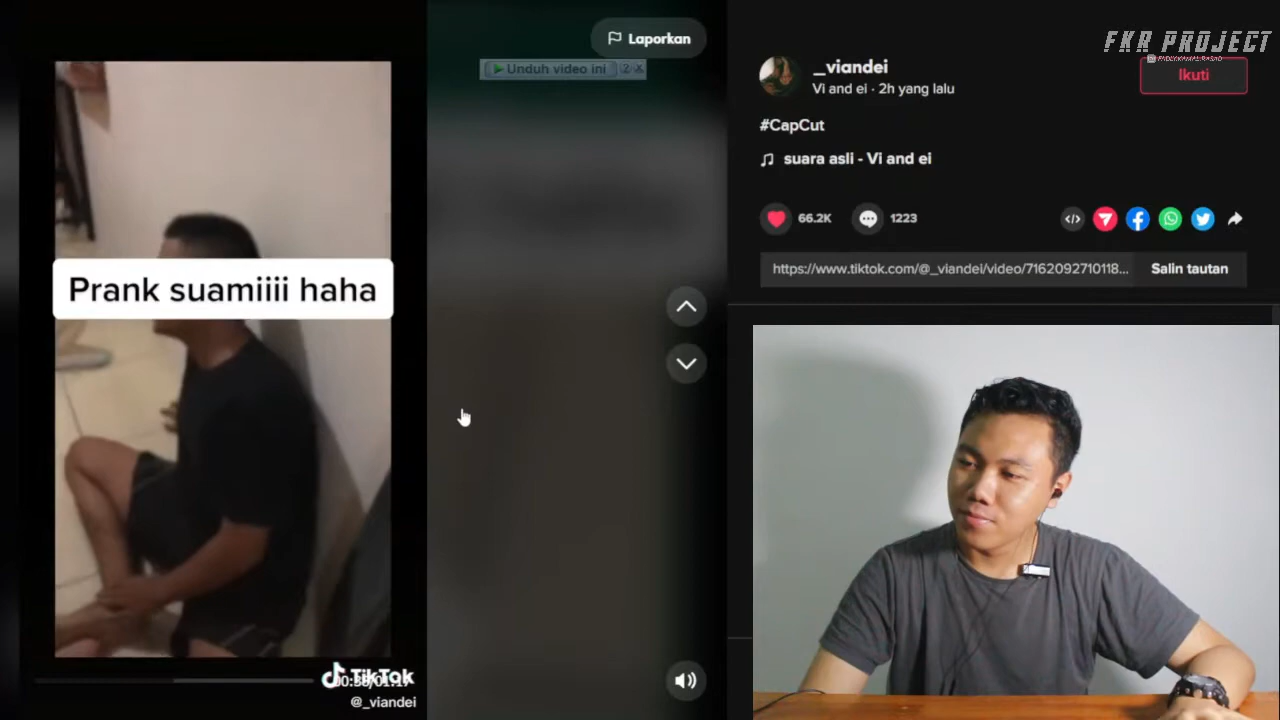 Prank suamiiii haha
TikTok
@_viandei
Laporkan
Unduh video ini
? X
_viandei
Vi and ei · 2h yang lalu
Ikuti
#CapCut
suara asli - Vi and ei
66.2K
1223
</>
https://www.tiktok.com/@_viandei/video/7162092710118...
Salin tautan
FKR PROJECT